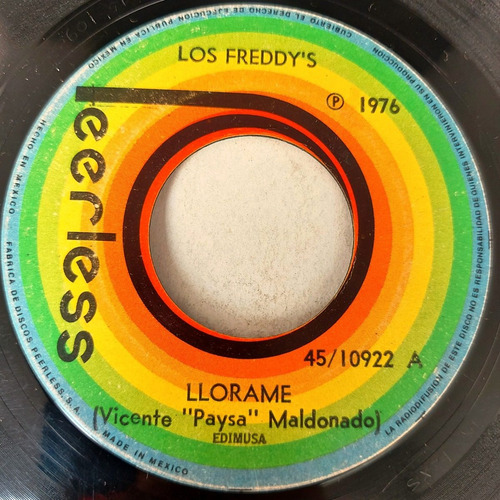 LOS FREDDY'S
℗ 1976
Peerless
45/10922 A
LLORAME
(Vicente "Paysa" Maldonado)
EDIMUSA
HECHO EN MEXICO
FABRICA DE DISCOS PEERLESS, S.A.
MADE IN MEXICO
LA RADIODIFUSION DE ESTE DISCO NO ES RESPONSABILIDAD DE QUIENES INTERVINIERON EN SU PRODUCCION
CUBIERTO EL DERECHO DE EJECUCION PUBLICA EN MEXICO